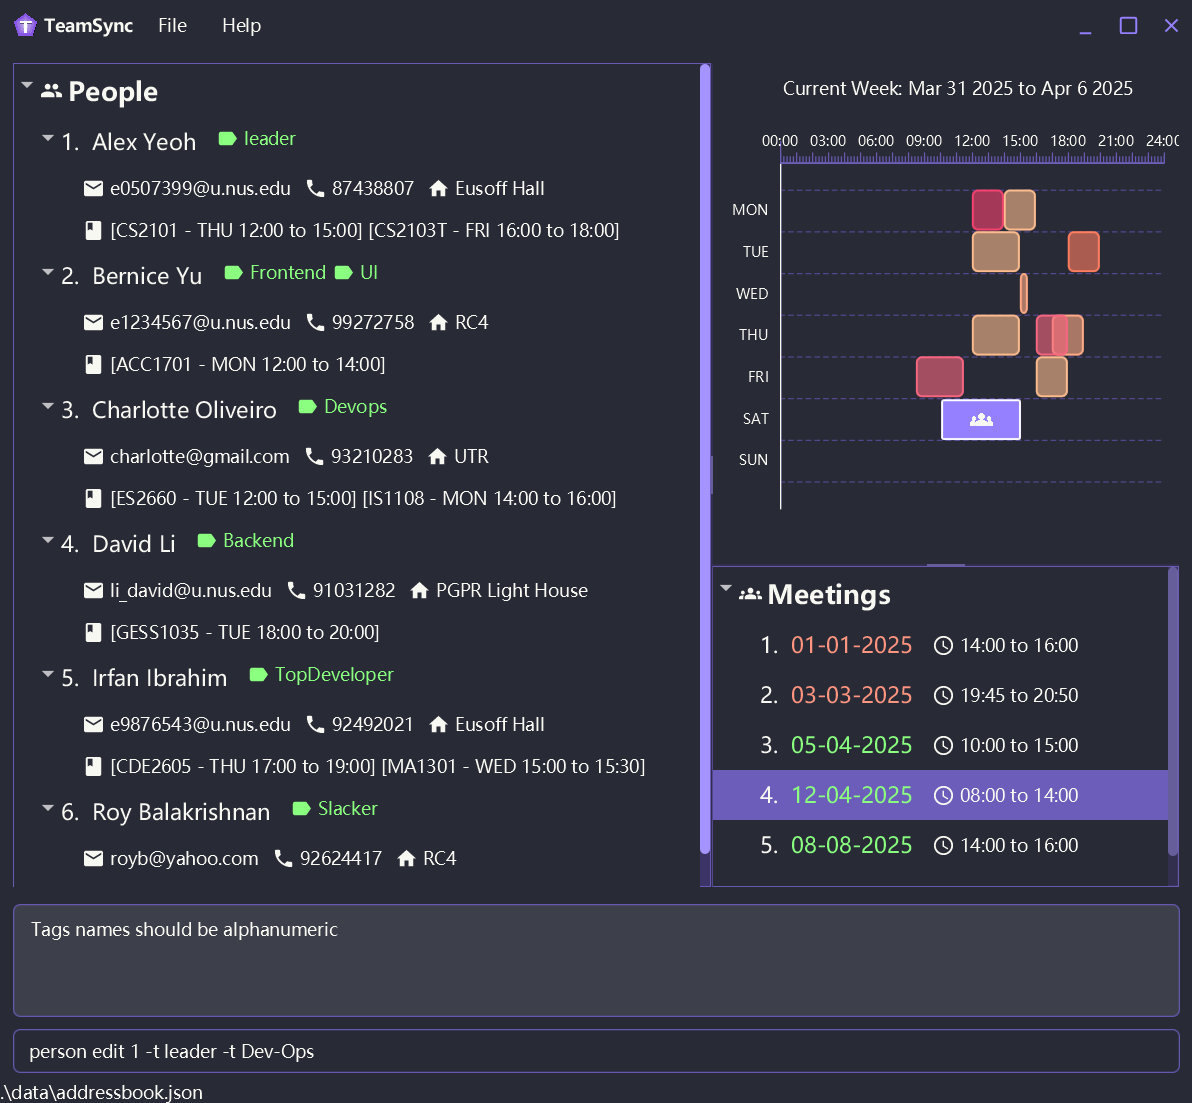 TeamSync File Help
People
1. Alex Yeoh leader
e0507399@u.nus.edu 87438807 Eusoff Hall
[CS2101 - THU 12:00 to 15:00] [CS2103T - FRI 16:00 to 18:00]
2. Bernice Yu Frontend UI
e1234567@u.nus.edu 99272758 RC4
[ACC1701 - MON 12:00 to 14:00]
3. Charlotte Oliveiro Devops
charlotte@gmail.com 93210283 UTR
[ES2660 - TUE 12:00 to 15:00] [IS1108 - MON 14:00 to 16:00]
4. David Li Backend
li_david@u.nus.edu 91031282 PGPR Light House
[GESS1035 - TUE 18:00 to 20:00]
5. Irfan Ibrahim TopDeveloper
e9876543@u.nus.edu 92492021 Eusoff Hall
[CDE2605 - THU 17:00 to 19:00] [MA1301 - WED 15:00 to 15:30]
6. Roy Balakrishnan Slacker
royb@yahoo.com 92624417 RC4
Current Week: Mar 31 2025 to Apr 6 2025
00:00 03:00 06:00 09:00 12:00 15:00 18:00 21:00 24:00
MON
TUE
WED
THU
FRI
SAT
SUN
Meetings
1. 01-01-2025 14:00 to 16:00
2. 03-03-2025 19:45 to 20:50
3. 05-04-2025 10:00 to 15:00
4. 12-04-2025 08:00 to 14:00
5. 08-08-2025 14:00 to 16:00
Tags names should be alphanumeric
person edit 1 -t leader -t Dev-Ops
.\data\addressbook.json